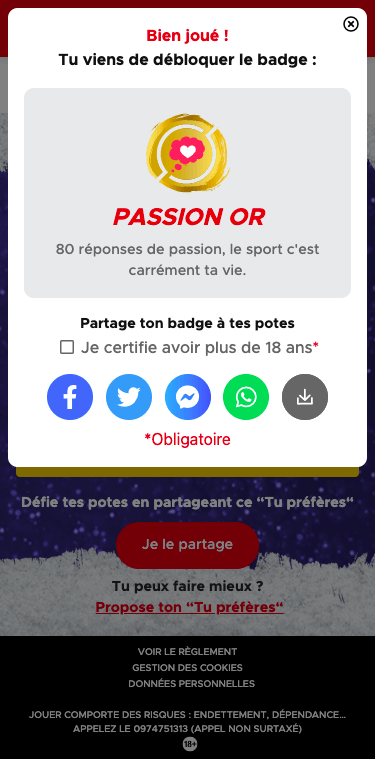 Bien joué !
Tu viens de débloquer le badge :
PASSION OR
80 réponses de passion, le sport c'est
carrément ta vie.
Partage ton badge à tes potes
Je certifie avoir plus de 18 ans*
*Obligatoire
Défie tes potes en partageant ce “Tu préfères“
Je le partage
Tu peux faire mieux ?
Propose ton “Tu préfères“
VOIR LE RÈGLEMENT
GESTION DES COOKIES
DONNÉES PERSONNELLES
JOUER COMPORTE DES RISQUES : ENDETTEMENT, DÉPENDANCE...
APPELEZ LE 0974751313 (APPEL NON SURTAXÉ)
18+